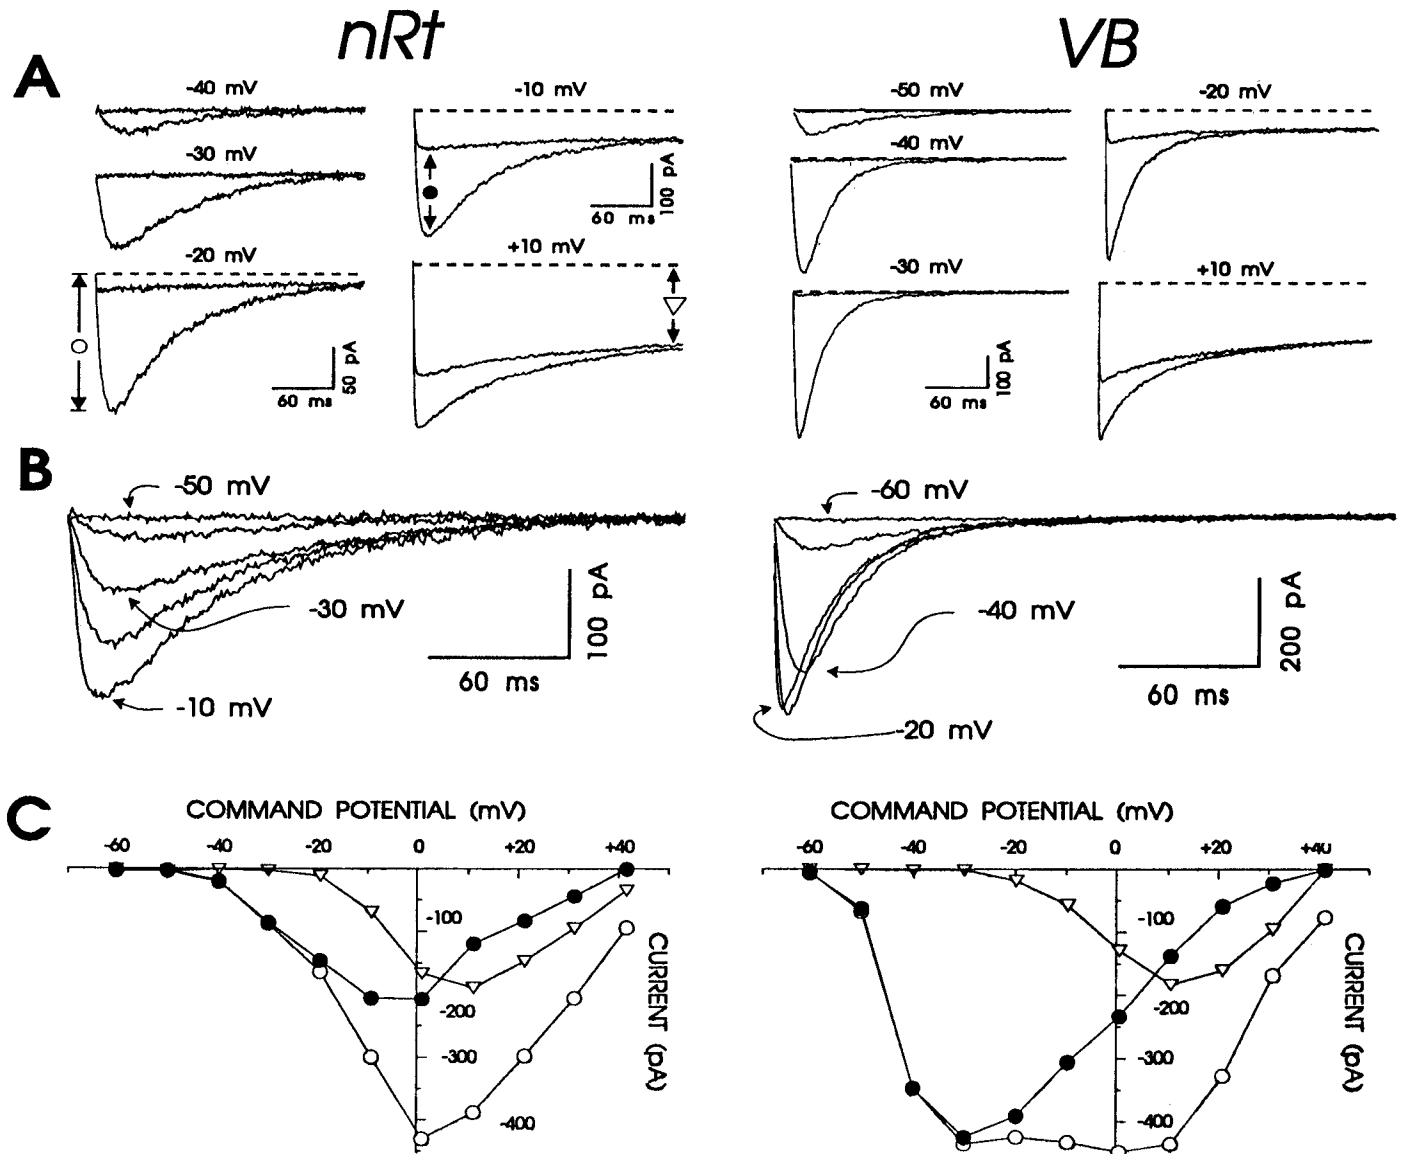 nRt
VB
A
-40 mV
-10 mV
-50 mV
-20 mV
-30 mV
-40 mV
100 pA
60 ms
-20 mV
+10 mV
-30 mV
+10 mV
50 pA
60 ms
100 pA
60 ms
B
-50 mV
-60 mV
-30 mV
100 pA
-40 mV
200 pA
60 ms
60 ms
-10 mV
-20 mV
C
COMMAND POTENTIAL (mV)
COMMAND POTENTIAL (mV)
-60 -40 -20 0 +20 +40
-60 -40 -20 0 +20 +40
-100
-200
-300
-400
CURRENT (pA)
-100
-200
-300
-400
CURRENT (pA)